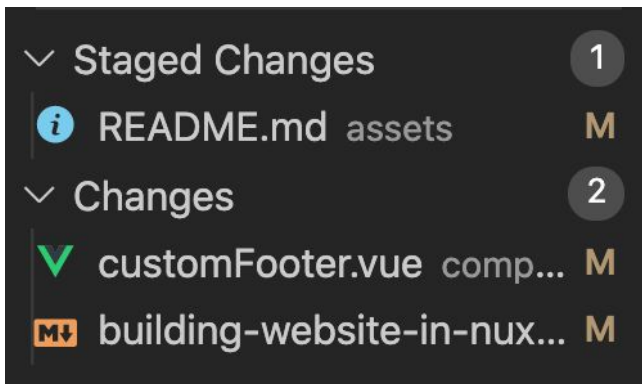 Staged Changes 1
i README.md assets M
Changes 2
customFooter.vue comp... M
M↓ building-website-in-nux... M